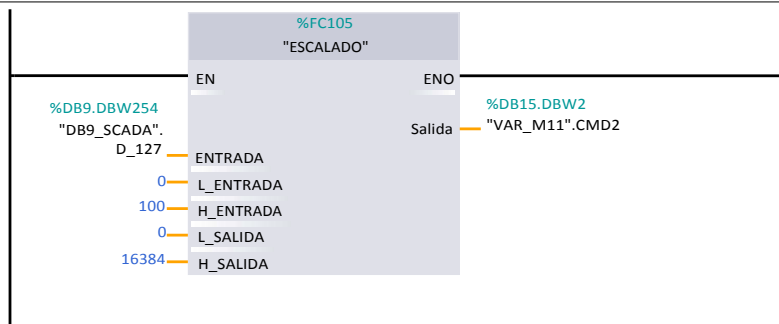 %FC105
"ESCALADO"
EN ENO
%DB9.DBW254
"DB9_SCADA".
D_127
ENTRADA
%DB15.DBW2
Salida "VAR_M11".CMD2
0 L_ENTRADA
100 H_ENTRADA
0 L_SALIDA
16384 H_SALIDA